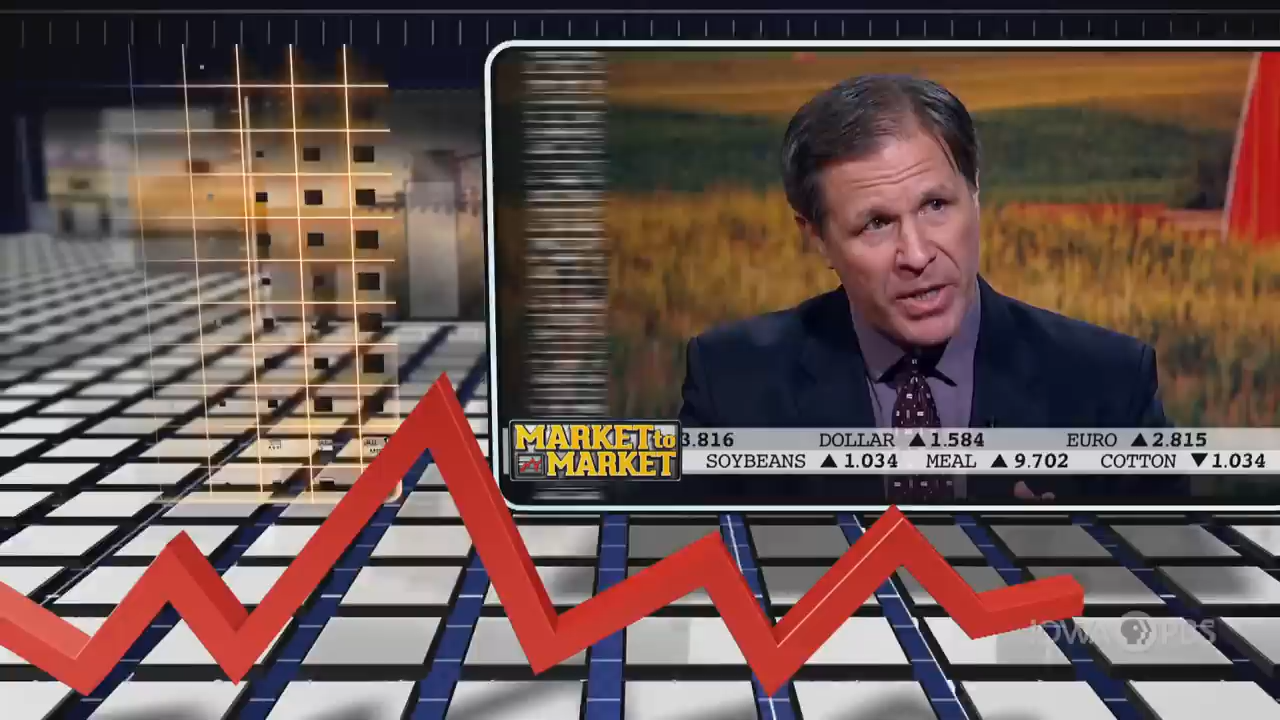 MARKET to
MARKET
3.816 DOLLAR ▲1.584 EURO ▲2.815
SOYBEANS ▲1.034 MEAL ▲9.702 COTTON ▼1.034
IOWA PBS